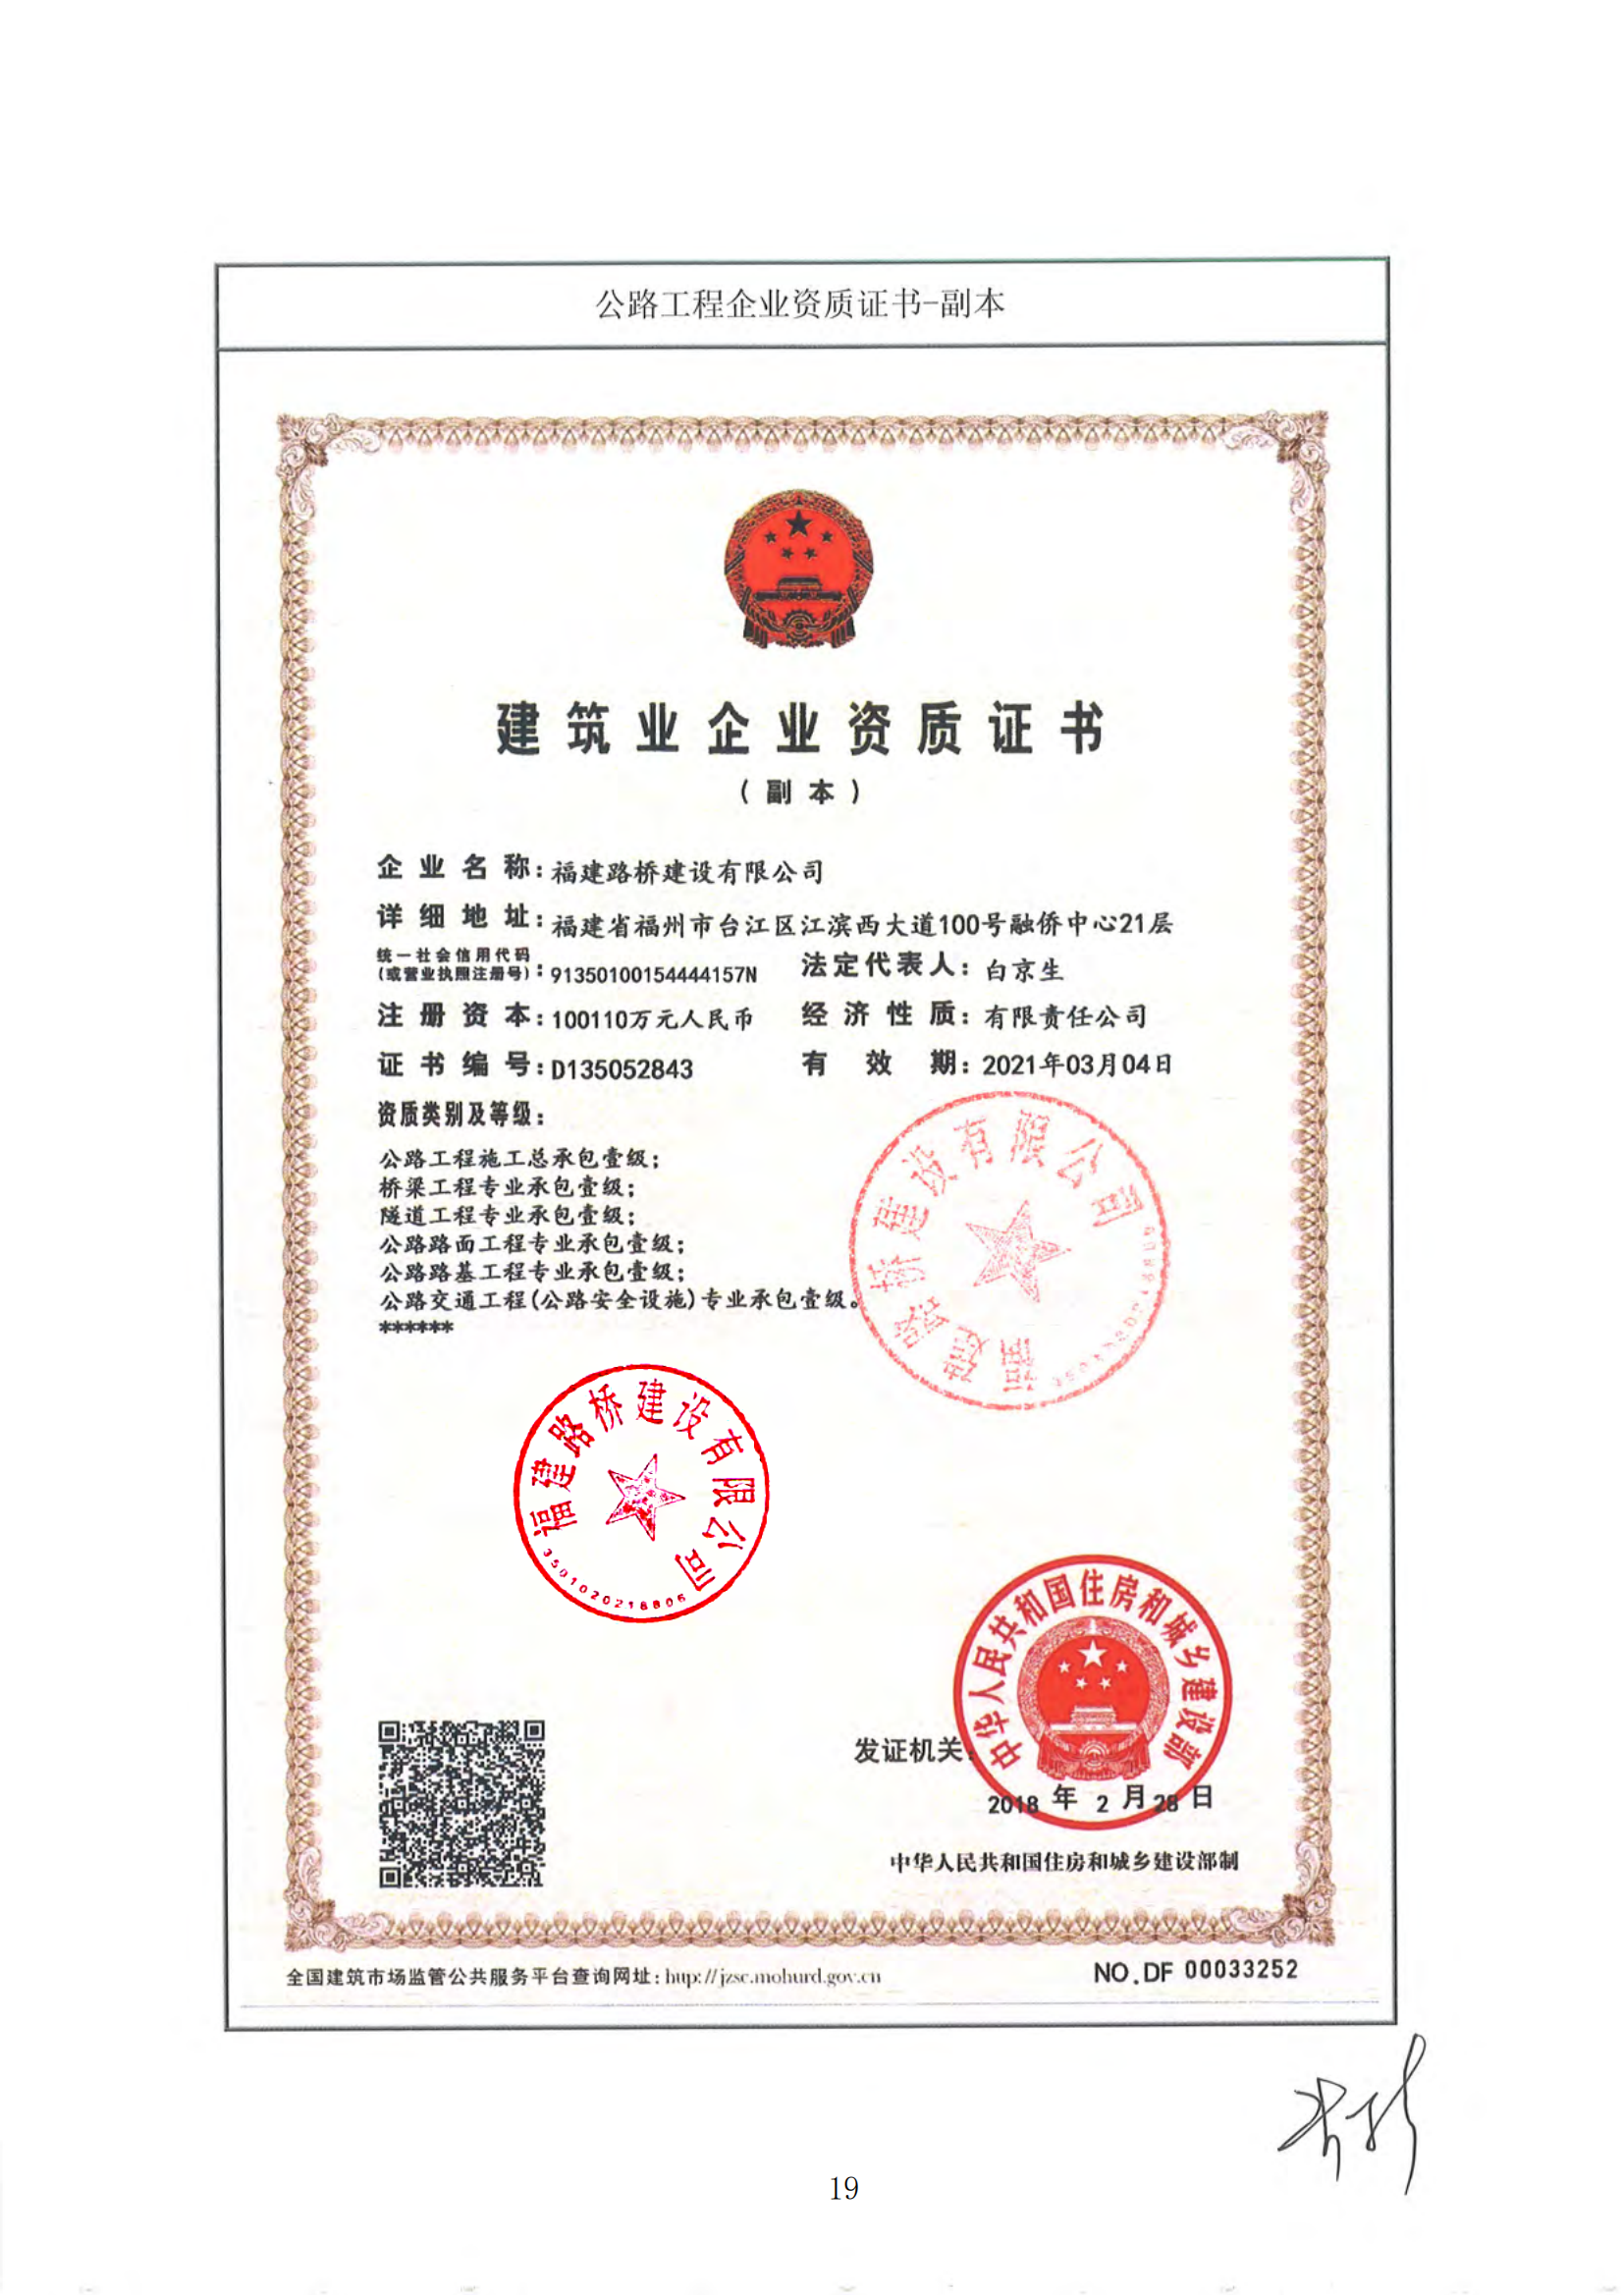 公路工程企业资质证书-副本
建筑业企业资质证书
(副本)
企业名称:福建路桥建设有限公司
详细地址:福建省福州市台江区江滨西大道100号融侨中心21层
统一社会信用代码
(或营业执照注册号):91350100154444157N 法定代表人:白京生
注册资本:100110万元人民币 经济性质:有限责任公司
证书编号:D135052843 有效期:2021年03月04日
资质类别及等级:
公路工程施工总承包壹级;
桥梁工程专业承包壹级;
隧道工程专业承包壹级;
公路路面工程专业承包壹级;
公路路基工程专业承包壹级;
公路交通工程(公路安全设施)专业承包壹级。
******
福建路桥建设有限公司
福建路桥建设有限公司
3501020218806
中华人民共和国住房和城乡建设部
发证机关:
2018年2月28日
中华人民共和国住房和城乡建设部制
全国建筑市场监管公共服务平台查询网址:http://jzsc.mohurd.gov.cn
NO.DF 00033252
19